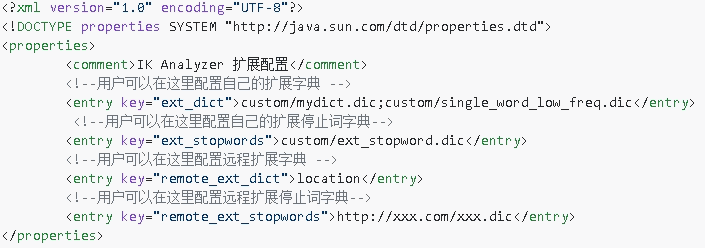 <?xml version="1.0" encoding="UTF-8"?>
<!DOCTYPE properties SYSTEM "http://java.sun.com/dtd/properties.dtd">
<properties>
<comment>IK Analyzer 扩展配置</comment>
<!--用户可以在这里配置自己的扩展字典 -->
<entry key="ext_dict">custom/mydict.dic;custom/single_word_low_freq.dic</entry>
<!--用户可以在这里配置自己的扩展停止词字典-->
<entry key="ext_stopwords">custom/ext_stopword.dic</entry>
<!--用户可以在这里配置远程扩展字典 -->
<entry key="remote_ext_dict">location</entry>
<!--用户可以在这里配置远程扩展停止词字典-->
<entry key="remote_ext_stopwords">http://xxx.com/xxx.dic</entry>
</properties>